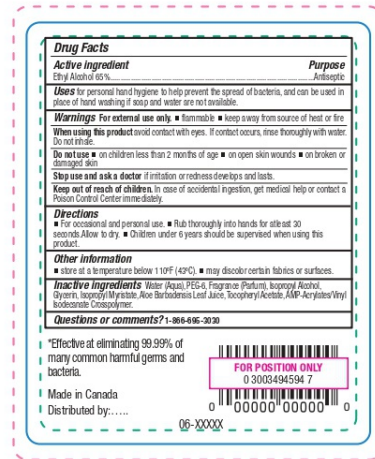 Drug Facts
Active ingredient Purpose
Ethyl Alcohol 65%..........Antiseptic
Uses for personal hand hygiene to help prevent the spread of bacteria, and can be used in
place of hand washing if soap and water are not available.
Warnings For external use only. ■ flammable ■ keep away from source of heat or fire
When using this product avoid contact with eyes. If contact occurs, rinse thoroughly with water.
Do not inhale.
Do not use ■ on children less than 2 months of age ■ on open skin wounds ■ on broken or
damaged skin
Stop use and ask a doctor if irritation or redness develops and lasts.
Keep out of reach of children. In case of accidental ingestion, get medical help or contact a
Poison Control Center immediately.
Directions
■ For occasional and personal use. ■ Rub thoroughly into hands for atleast 30
seconds.Allow to dry. ■ Children under 6 years should be supervised when using this
product.
Other information
■ store at a temperature below 110ºF (43ºC). ■ may discolor certain fabrics or surfaces.
Inactive ingredients Water (Aqua), PEG-6, Fragrance (Parfum), Isopropyl Alcohol,
Glycerin, Isopropyl Myristate, Aloe Barbadensis Leaf Juice, Tocopheryl Acetate, AMP-Acrylates/Vinyl
Isodecanate Crosspolymer.
Questions or comments? 1-866-695-3030
*Effective at eliminating 99.99% of
many common harmful germs and
bacteria.
Made in Canada
Distributed by:.....
FOR POSITION ONLY
0 3003494594 7
0 00000 00000 0
06-XXXXX